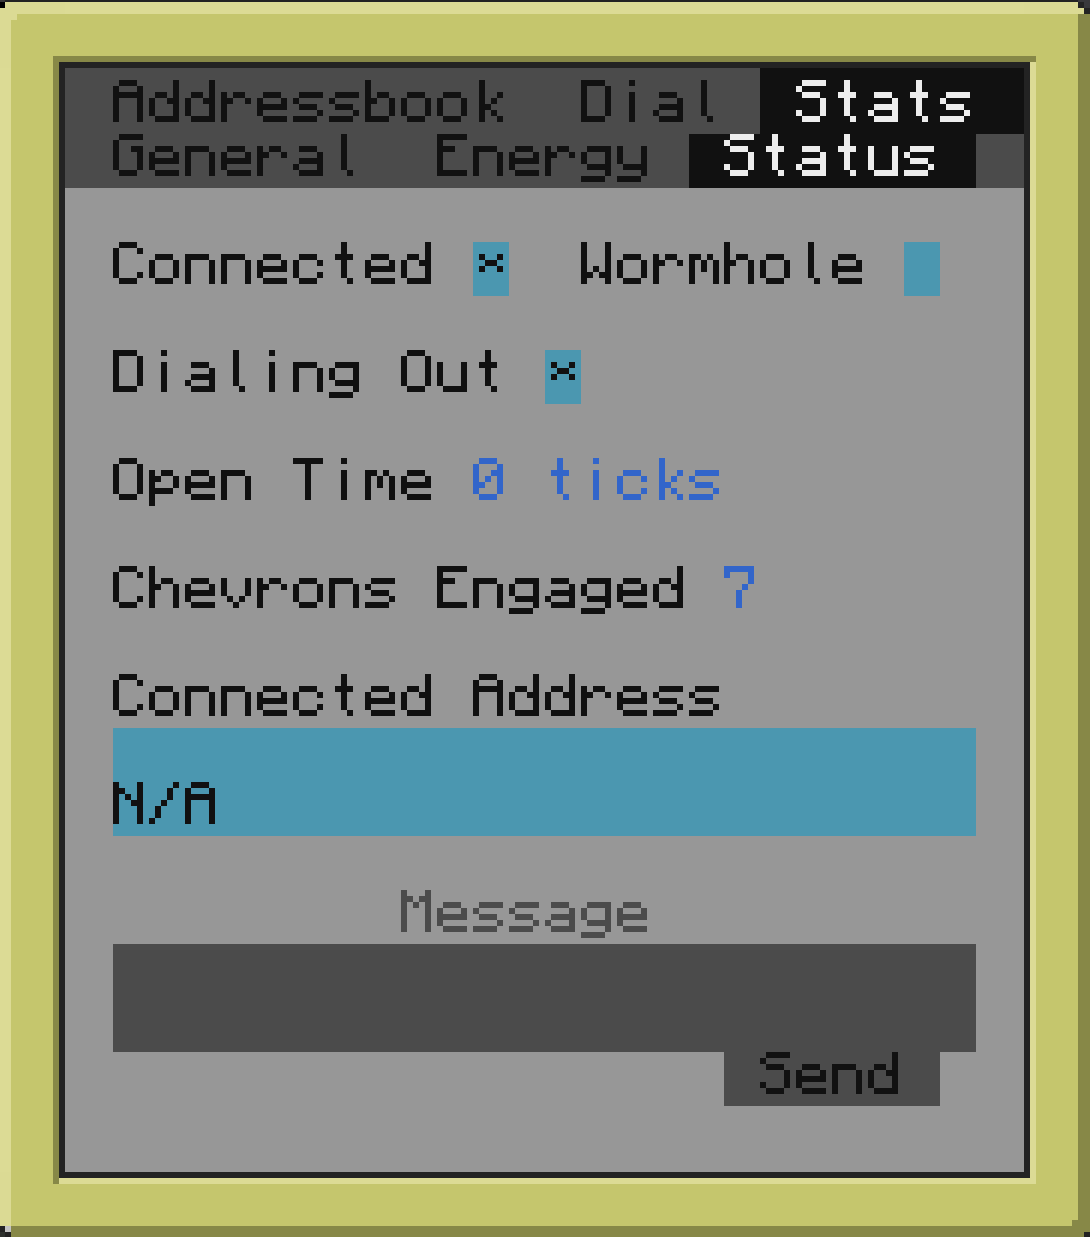 Addressbook Dial Stats
General Energy Status
Connected × Wormhole
Dialing Out ×
Open Time 0 ticks
Chevrons Engaged 7
Connected Address
N/A
Message
Send